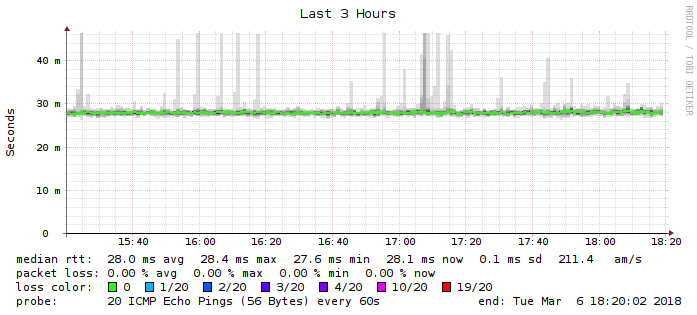 Last 3 Hours
RRDTOOL / TOBI OETIKER
Seconds
40 m
30 m
20 m
10 m
0
15:40 16:00 16:20 16:40 17:00 17:20 17:40 18:00 18:20
median rtt: 28.0 ms avg 28.4 ms max 27.6 ms min 28.1 ms now 0.1 ms sd 211.4 am/s
packet loss: 0.00 % avg 0.00 % max 0.00 % min 0.00 % now
loss color: 0 1/20 2/20 3/20 4/20 10/20 19/20
probe: 20 ICMP Echo Pings (56 Bytes) every 60s end: Tue Mar 6 18:20:02 2018